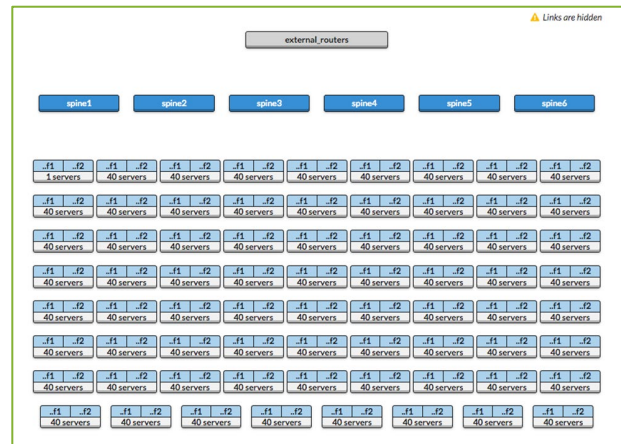 Links are hidden
external_routers
spine1 spine2 spine3 spine4 spine5 spine6
..f1 ..f2 ..f1 ..f2 ..f1 ..f2 ..f1 ..f2 ..f1 ..f2 ..f1 ..f2 ..f1 ..f2 ..f1 ..f2 ..f1 ..f2
1 servers 40 servers 40 servers 40 servers 40 servers 40 servers 40 servers 40 servers 40 servers
..f1 ..f2 ..f1 ..f2 ..f1 ..f2 ..f1 ..f2 ..f1 ..f2 ..f1 ..f2 ..f1 ..f2 ..f1 ..f2 ..f1 ..f2
40 servers 40 servers 40 servers 40 servers 40 servers 40 servers 40 servers 40 servers 40 servers
..f1 ..f2 ..f1 ..f2 ..f1 ..f2 ..f1 ..f2 ..f1 ..f2 ..f1 ..f2 ..f1 ..f2 ..f1 ..f2 ..f1 ..f2
40 servers 40 servers 40 servers 40 servers 40 servers 40 servers 40 servers 40 servers 40 servers
..f1 ..f2 ..f1 ..f2 ..f1 ..f2 ..f1 ..f2 ..f1 ..f2 ..f1 ..f2 ..f1 ..f2 ..f1 ..f2 ..f1 ..f2
40 servers 40 servers 40 servers 40 servers 40 servers 40 servers 40 servers 40 servers 40 servers
..f1 ..f2 ..f1 ..f2 ..f1 ..f2 ..f1 ..f2 ..f1 ..f2 ..f1 ..f2 ..f1 ..f2 ..f1 ..f2 ..f1 ..f2
40 servers 40 servers 40 servers 40 servers 40 servers 40 servers 40 servers 40 servers 40 servers
..f1 ..f2 ..f1 ..f2 ..f1 ..f2 ..f1 ..f2 ..f1 ..f2 ..f1 ..f2 ..f1 ..f2 ..f1 ..f2 ..f1 ..f2
40 servers 40 servers 40 servers 40 servers 40 servers 40 servers 40 servers 40 servers 40 servers
..f1 ..f2 ..f1 ..f2 ..f1 ..f2 ..f1 ..f2 ..f1 ..f2 ..f1 ..f2 ..f1 ..f2 ..f1 ..f2 ..f1 ..f2
40 servers 40 servers 40 servers 40 servers 40 servers 40 servers 40 servers 40 servers 40 servers
..f1 ..f2 ..f1 ..f2 ..f1 ..f2 ..f1 ..f2 ..f1 ..f2 ..f1 ..f2 ..f1 ..f2 ..f1 ..f2
40 servers 40 servers 40 servers 40 servers 40 servers 40 servers 40 servers 40 servers